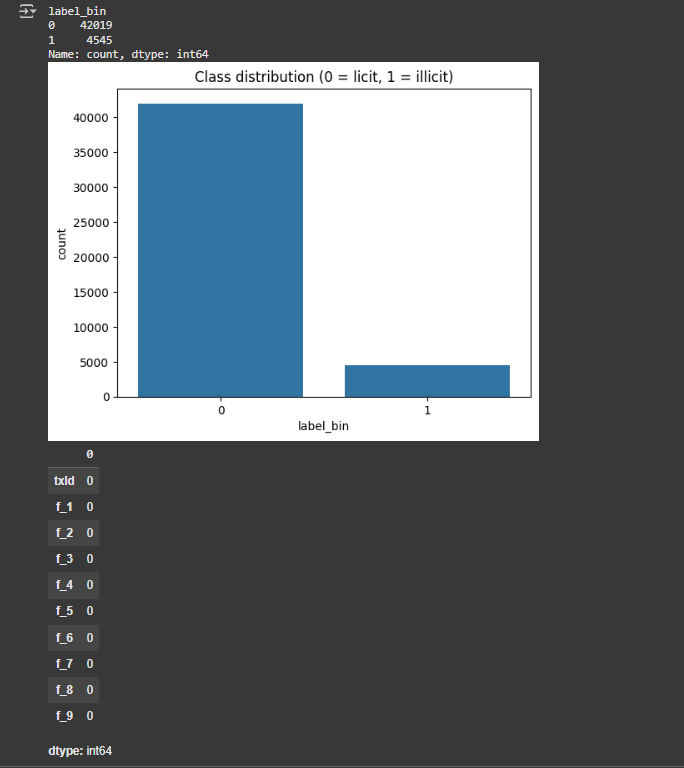 label_bin
0    42019
1     4545
Name: count, dtype: int64
Class distribution (0 = licit, 1 = illicit)
40000
35000
30000
25000
20000
15000
10000
5000
0
count
0 1
label_bin
0
txId 0
f_1 0
f_2 0
f_3 0
f_4 0
f_5 0
f_6 0
f_7 0
f_8 0
f_9 0
dtype: int64